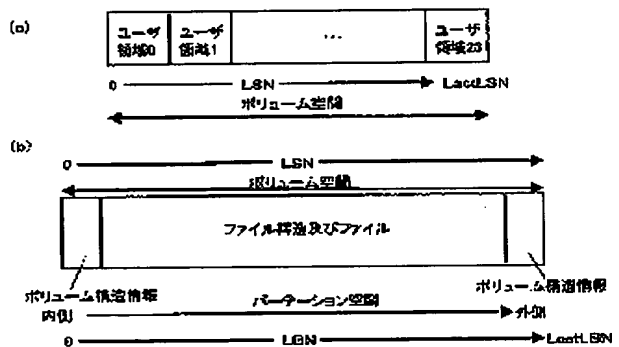 (a)
ユーザ領域0
ユーザ領域1
...
ユーザ領域23
0 LSN LastLSN
ボリューム空間
(b)
0 LSN
ボリューム空間
ファイル構造及びファイル
ボリューム構造情報
ボリューム構造情報
内側 パーテーション空間 外側
0 LSN LastLSN